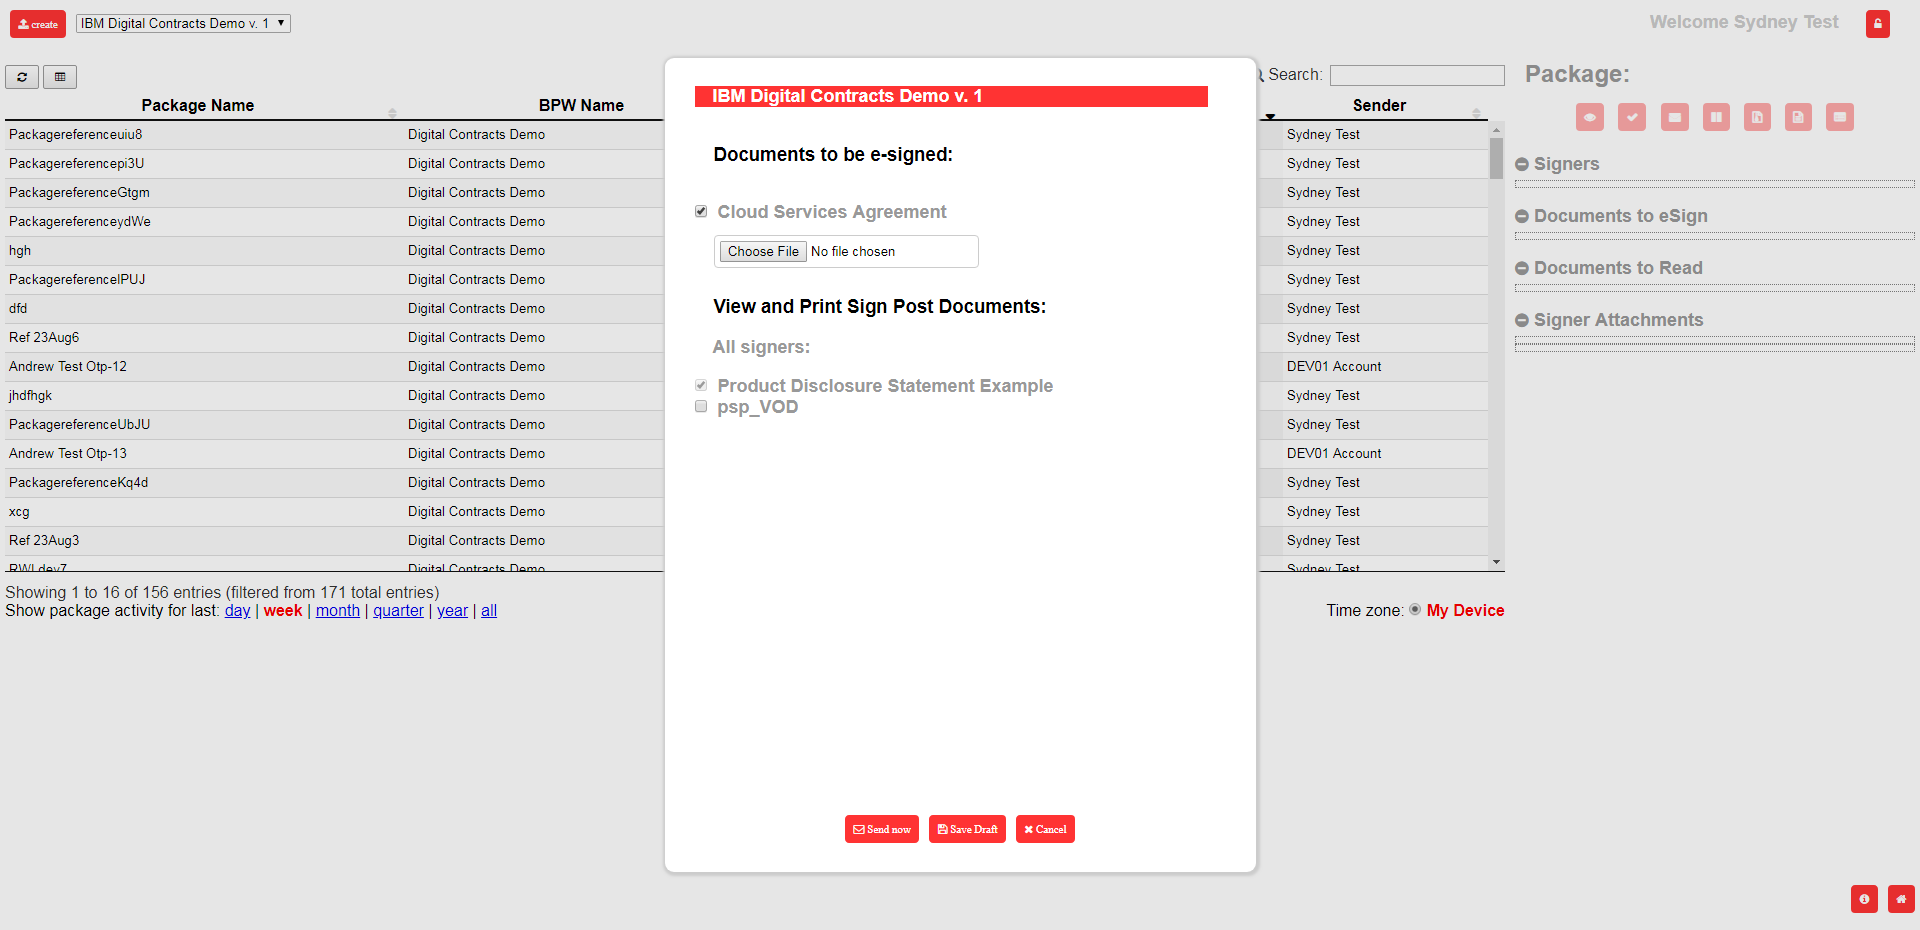 create
IBM Digital Contracts Demo v. 1
Welcome Sydney Test
Search:
Package Name
BPW Name
Sender
Packagereferenceuiu8 Digital Contracts Demo Sydney Test
Packagereferencepi3U Digital Contracts Demo Sydney Test
PackagereferenceGtgm Digital Contracts Demo Sydney Test
PackagereferenceydWe Digital Contracts Demo Sydney Test
hgh Digital Contracts Demo Sydney Test
PackagereferenceIPUJ Digital Contracts Demo Sydney Test
dfd Digital Contracts Demo Sydney Test
Ref 23Aug6 Digital Contracts Demo Sydney Test
Andrew Test Otp-12 Digital Contracts Demo DEV01 Account
jhdfhgk Digital Contracts Demo Sydney Test
PackagereferenceUbJU Digital Contracts Demo Sydney Test
Andrew Test Otp-13 Digital Contracts Demo DEV01 Account
PackagereferenceKq4d Digital Contracts Demo Sydney Test
xcg Digital Contracts Demo Sydney Test
Ref 23Aug3 Digital Contracts Demo Sydney Test
RWI dev7 Digital Contracts Demo Sydney Test
Showing 1 to 16 of 156 entries (filtered from 171 total entries)
Show package activity for last: day | week | month | quarter | year | all
Time zone: My Device
IBM Digital Contracts Demo v. 1
Documents to be e-signed:
Cloud Services Agreement
Choose File No file chosen
View and Print Sign Post Documents:
All signers:
Product Disclosure Statement Example
psp_VOD
Send now
Save Draft
Cancel
Package:
Signers
Documents to eSign
Documents to Read
Signer Attachments